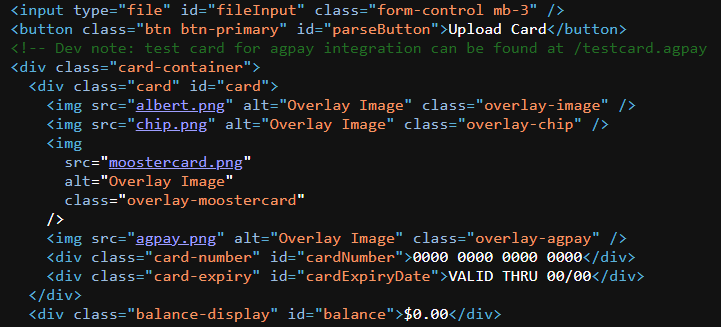 <input type="file" id="fileInput" class="form-control mb-3" />
<button class="btn btn-primary" id="parseButton">Upload Card</button>
<!-- Dev note: test card for agpay integration can be found at /testcard.agpay
<div class="card-container">
<div class="card" id="card">
<img src="albert.png" alt="Overlay Image" class="overlay-image" />
<img src="chip.png" alt="Overlay Image" class="overlay-chip" />
<img
src="moostercard.png"
alt="Overlay Image"
class="overlay-moostercard"
/>
<img src="agpay.png" alt="Overlay Image" class="overlay-agpay" />
<div class="card-number" id="cardNumber">0000 0000 0000 0000</div>
<div class="card-expiry" id="cardExpiryDate">VALID THRU 00/00</div>
</div>
<div class="balance-display" id="balance">$0.00</div>